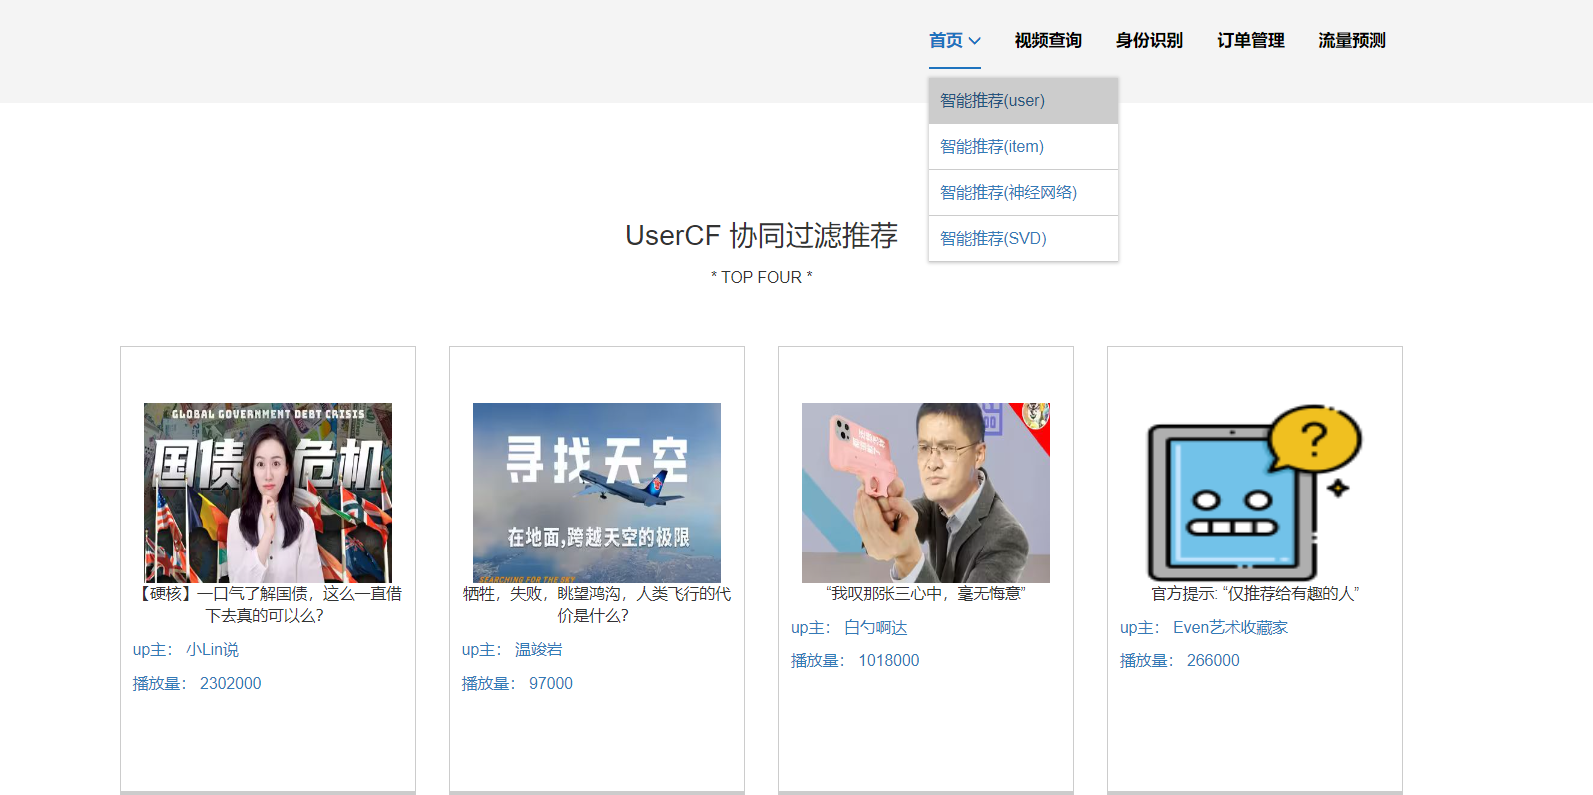 首页 视频查询 身份识别 订单管理 流量预测
智能推荐(user)
智能推荐(item)
智能推荐(神经网络)
智能推荐(SVD)
UserCF 协同过滤推荐
* TOP FOUR *
GLOBAL GOVERNMENT DEBT CRISIS
国债危机
【硬核】一口气了解国债，这么一直借
下去真的可以么？
up主： 小Lin说
播放量： 2302000
寻找天空
在地面,跨越天空的极限
SEARCHING FOR THE SKY
牺牲，失败，眺望鸿沟，人类飞行的代
价是什么？
up主： 温竣岩
播放量： 97000
“我叹那张三心中，毫无悔意”
up主： 白勺啊达
播放量： 1018000
?
官方提示: “仅推荐给有趣的人”
up主： Even艺术收藏家
播放量： 266000